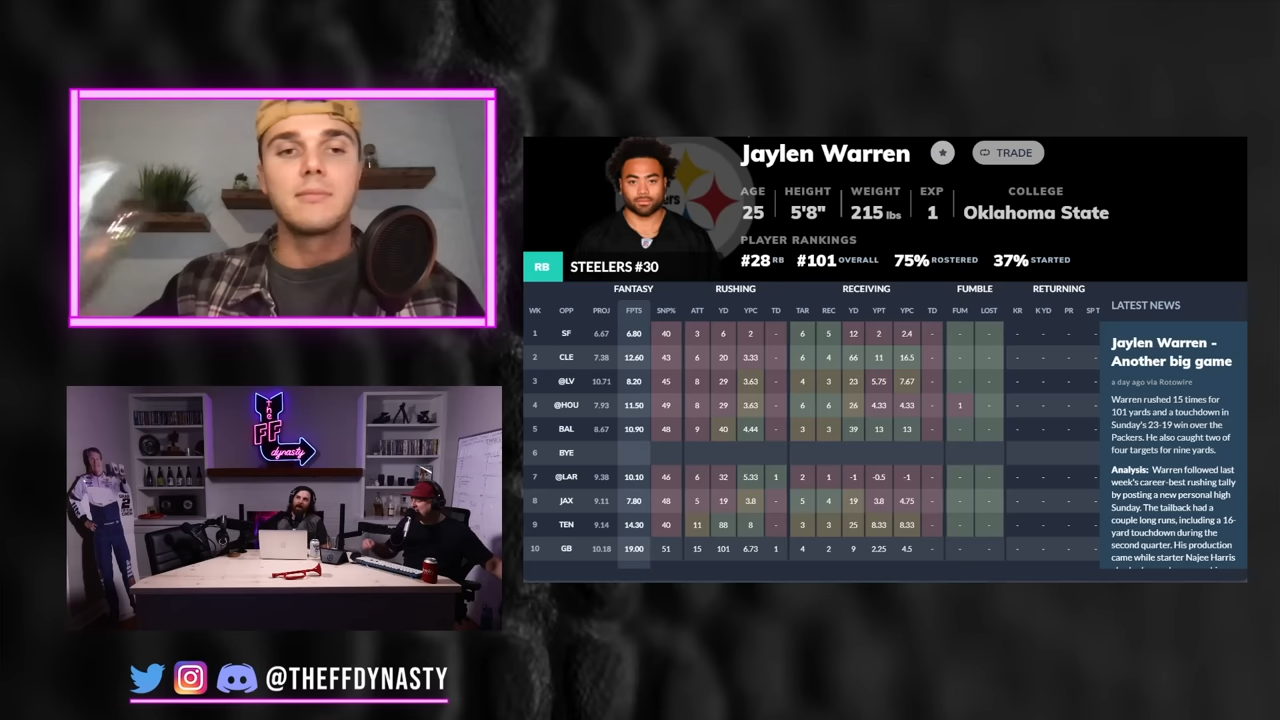 the
FF
dynasty
@THEFFDYNASTY
Jaylen Warren
TRADE
AGE HEIGHT WEIGHT EXP COLLEGE
25 5'8" 215 lbs 1 Oklahoma State
PLAYER RANKINGS
#28 RB #101 OVERALL 75% ROSTERED 37% STARTED
RB STEELERS #30
FANTASY RUSHING RECEIVING FUMBLE RETURNING
WK OPP PROJ FPTS SNP% ATT YD YPC TD TAR REC YD YPT YPC TD FUM LOST KR K YD PR SP T
1 SF 6.67 6.80 40 3 6 2 - 6 5 12 2 2.4 - - - - - - -
2 CLE 7.38 12.60 43 6 20 3.33 - 6 4 66 11 16.5 - - - - - - -
3 @LV 10.71 8.20 45 8 29 3.63 - 4 3 23 5.75 7.67 - - - - - - -
4 @HOU 7.93 11.50 49 8 29 3.63 - 6 6 26 4.33 4.33 - 1 - - - - -
5 BAL 8.67 10.90 48 9 40 4.44 - 3 3 39 13 13 - - - - - - -
6 BYE
7 @LAR 9.38 10.10 46 6 32 5.33 1 2 1 -1 -0.5 -1 - - - - - - -
8 JAX 9.11 7.80 48 5 19 3.8 - 5 4 19 3.8 4.75 - - - - - - -
9 TEN 9.14 14.30 40 11 88 8 - 3 3 25 8.33 8.33 - - - - - - -
10 GB 10.18 19.00 51 15 101 6.73 1 4 2 9 2.25 4.5 - - - - - - -
LATEST NEWS
Jaylen Warren -
Another big game
a day ago via Rotowire
Warren rushed 15 times for
101 yards and a touchdown in
Sunday's 23-19 win over the
Packers. He also caught two of
four targets for nine yards.
Analysis: Warren followed last
week's career-best rushing tally
by posting a new personal high
Sunday. The tailback had a
couple long runs, including a 16-
yard touchdown during the
second quarter. His production
came while starter Najee Harris